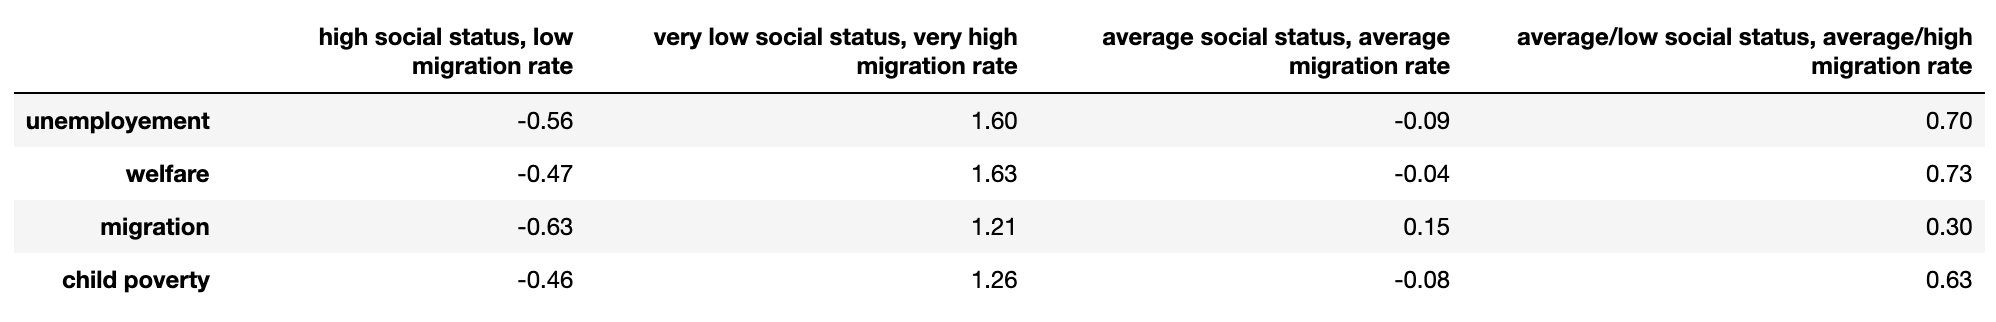 high social status, low migration rate very low social status, very high migration rate average social status, average migration rate average/low social status, average/high migration rate
unemployement -0.56 1.60 -0.09 0.70
welfare -0.47 1.63 -0.04 0.73
migration -0.63 1.21 0.15 0.30
child poverty -0.46 1.26 -0.08 0.63